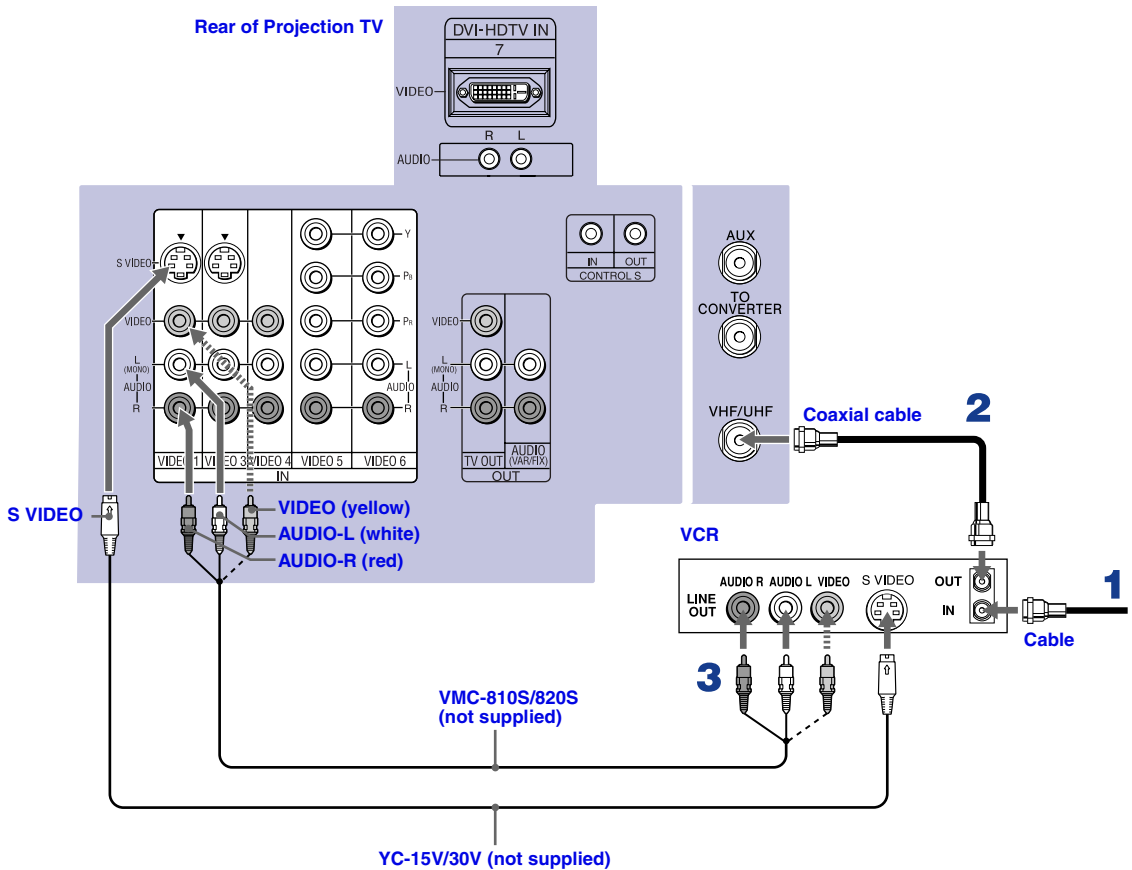 Rear of Projection TV
DVI-HDTV IN
7
VIDEO
R L
AUDIO
S VIDEO
VIDEO
L
(MONO)
AUDIO
R
Y
PB
PR
L
AUDIO
R
VIDEO 1 VIDEO 3 VIDEO 4 VIDEO 5 VIDEO 6
IN
IN OUT
CONTROL S
VIDEO
L
(MONO)
AUDIO
R
TV OUT
AUDIO
(VAR/FIX)
OUT
AUX
TO
CONVERTER
VHF/UHF
Coaxial cable
2
S VIDEO
VIDEO (yellow)
AUDIO-L (white)
AUDIO-R (red)
VCR
AUDIO R AUDIO L VIDEO S VIDEO
LINE
OUT
OUT
IN
1
Cable
3
VMC-810S/820S
(not supplied)
YC-15V/30V (not supplied)